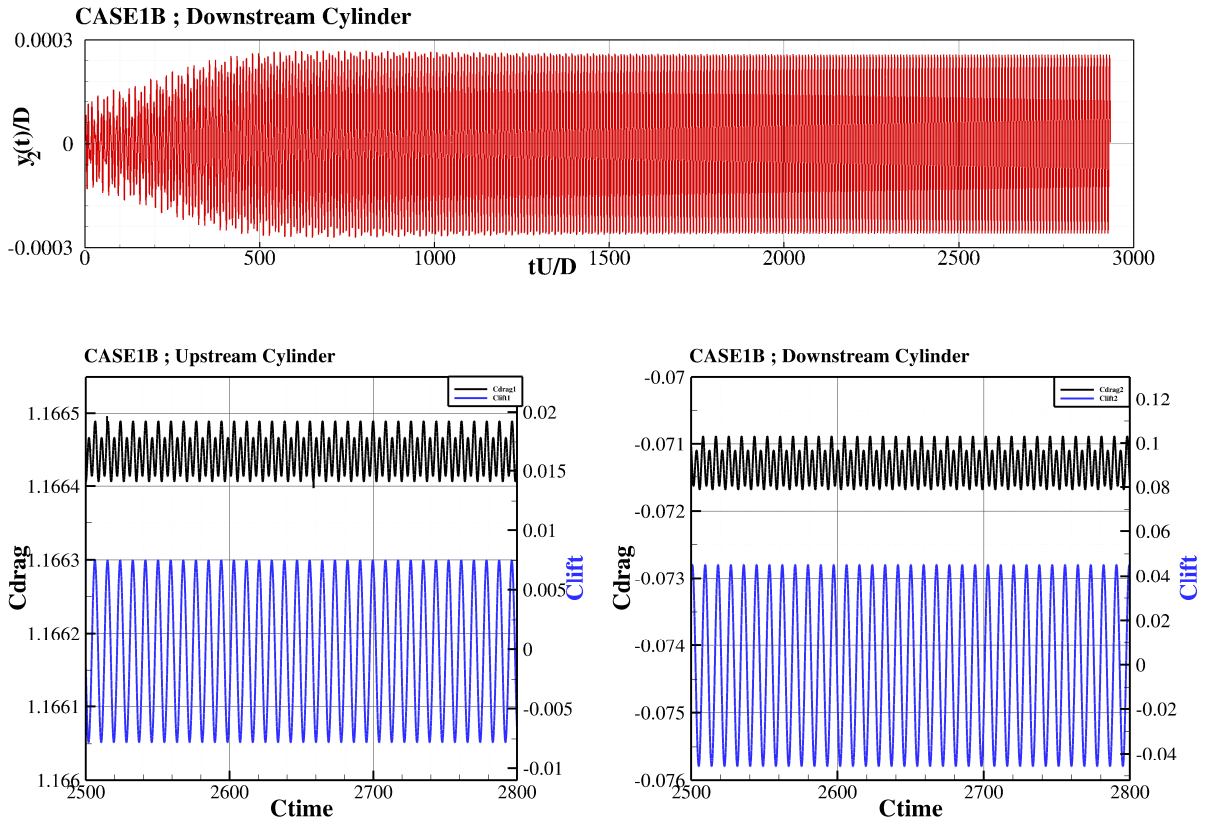 CASE1B ; Downstream Cylinder
0.0003
0
-0.0003
y2(t)/D
0 500 1000 1500 2000 2500 3000
tU/D
CASE1B ; Upstream Cylinder
Cdrag1
Clift1
1.1665
1.1664
1.1663
1.1662
1.1661
1.166
Cdrag
0.02
0.015
0.01
0.005
0
-0.005
-0.01
Clift
2500 2600 2700 2800
Ctime
CASE1B ; Downstream Cylinder
Cdrag2
Clift2
-0.07
-0.071
-0.072
-0.073
-0.074
-0.075
-0.076
Cdrag
0.12
0.1
0.08
0.06
0.04
0.02
0
-0.02
-0.04
Clift
2500 2600 2700 2800
Ctime